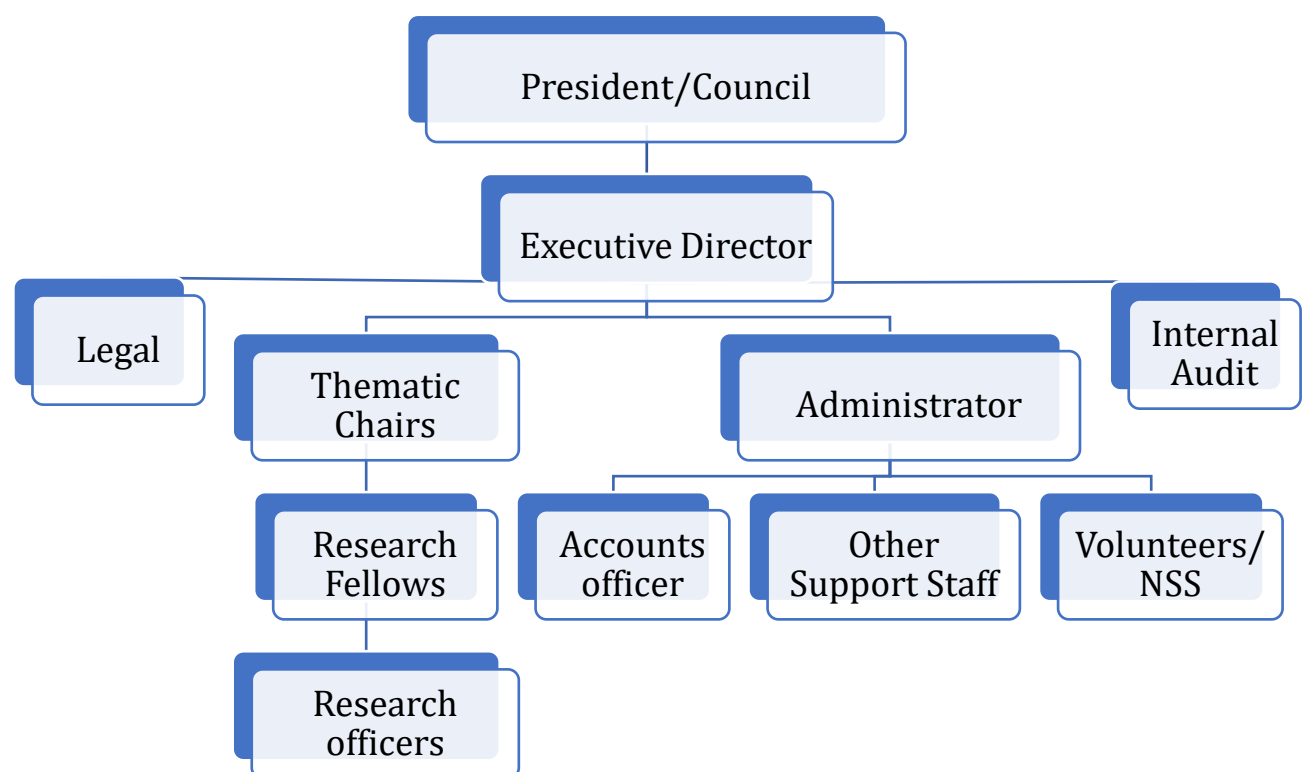 President/Council
Executive Director
Legal
Internal
Audit
Thematic
Chairs
Administrator
Research
Fellows
Accounts
officer
Other
Support Staff
Volunteers/
NSS
Research
officers